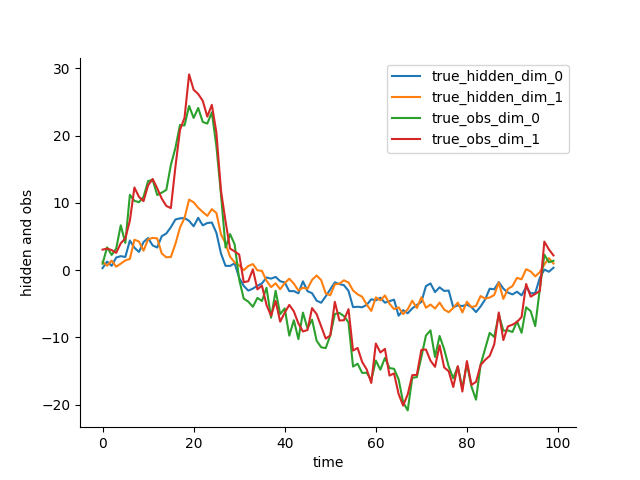 hidden and obs
30
20
10
0
−10
−20
true_hidden_dim_0
true_hidden_dim_1
true_obs_dim_0
true_obs_dim_1
0
20
40
60
80
100
time